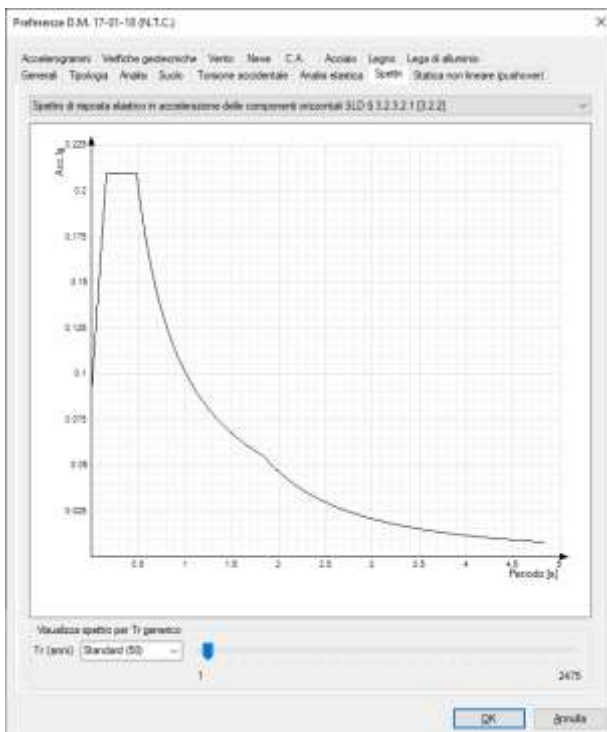 Preferenze D.M. 17-01-18 (N.T.C.)
Accelerogrammi Verifiche geotecniche Vento Neve C.A. Acciaio Legno Lega di alluminio
Generali Tipologia Analisi Suolo Torsione accidentale Analisi elastica Spettri Statica non lineare (pushover)
Spettro di risposta elastico in accelerazione delle componenti orizzontali SLD § 3.2.3.2.1 [3.2.2]
Acc./g
0.225
0.2
0.175
0.15
0.125
0.1
0.075
0.05
0.025
0.5 1 1.5 2 2.5 3 3.5 4 4.5 5
Periodo [s]
Visualizza spettro per Tr generico
Tr (anni) Standard (50)
1 2475
OK Annulla